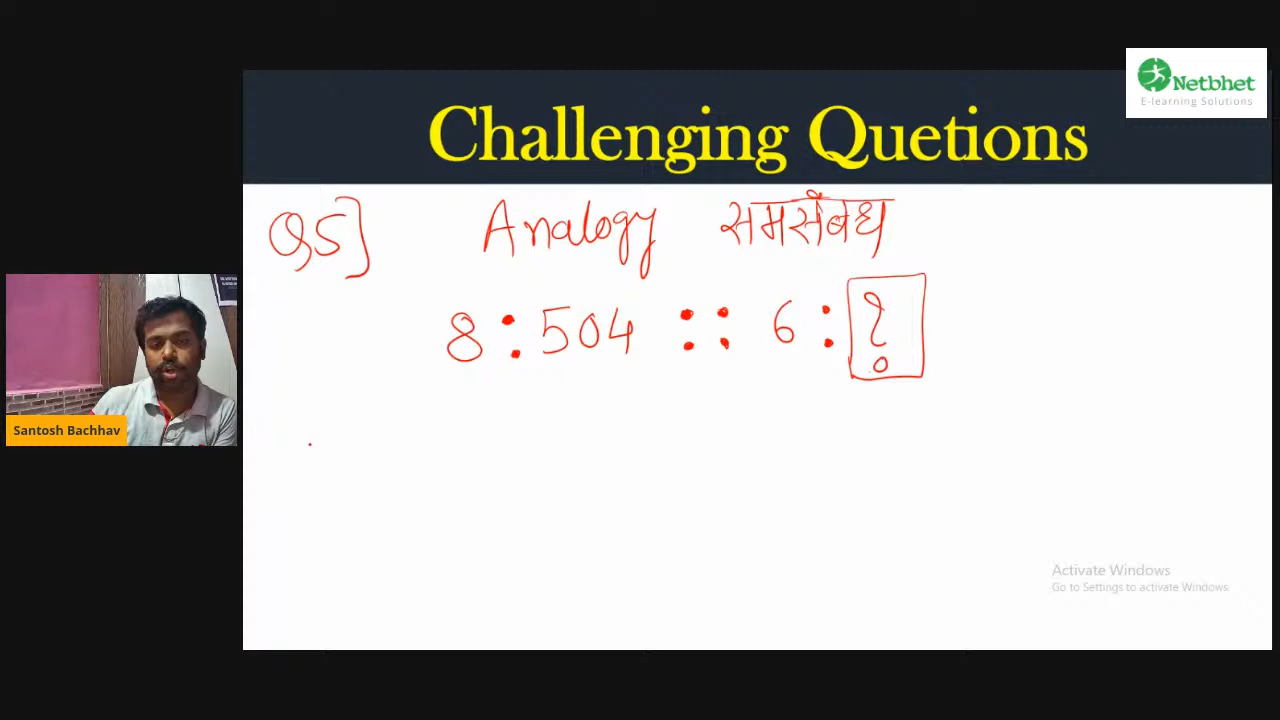 Netbhet
E-learning Solutions
Challenging Quetions
Q5] Analogy समसंबंध
8 : 504 :: 6 : ?
Santosh Bachhav
Activate Windows
Go to Settings to activate Windows.